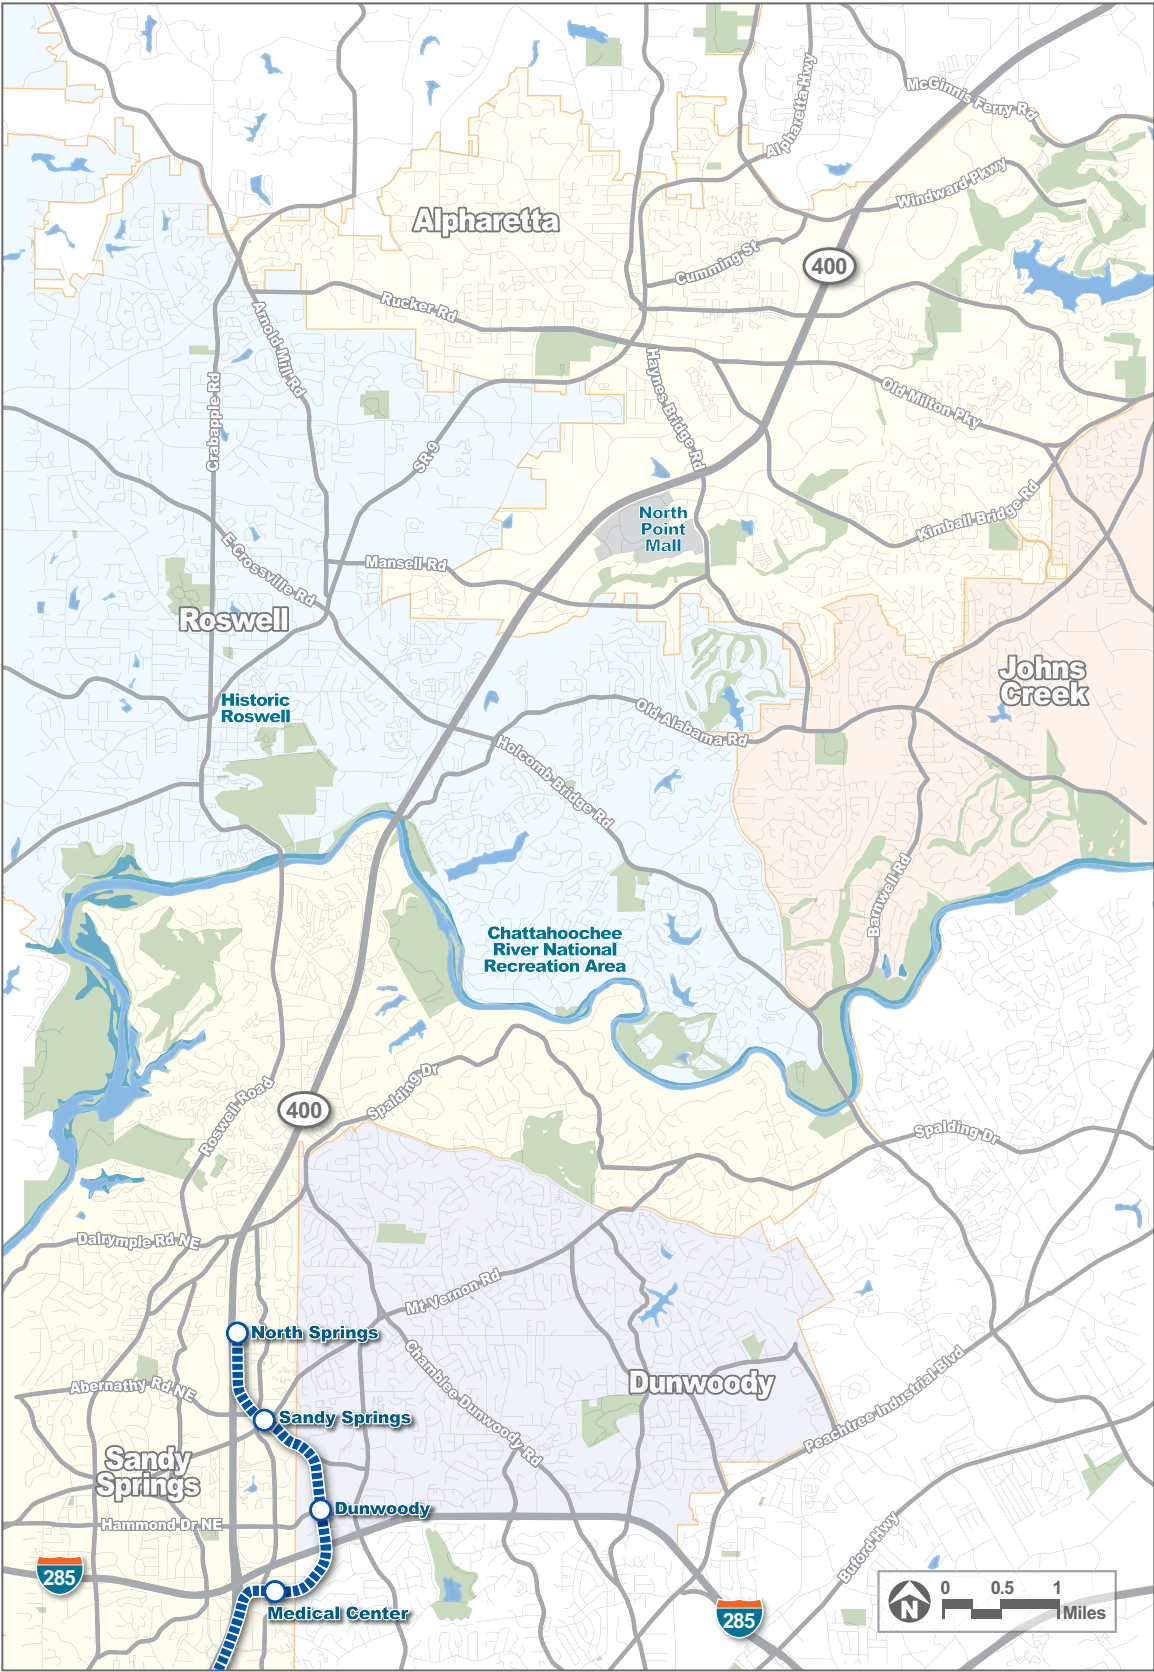 McGinnis Ferry Rd
Alpharetta Hwy
Windward Pkwy
Alpharetta
Cumming St
400
Rucker Rd
Arnold Mill Rd
Haynes Bridge Rd
Old Milton Pky
Crabapple Rd
SR 9
Kimball Bridge Rd
North
Point
Mall
E Crossville Rd
Mansell Rd
Roswell
Johns
Creek
Historic
Roswell
Old Alabama Rd
Holcomb Bridge Rd
Barnwell Rd
Chattahoochee
River National
Recreation Area
Roswell Road
400
Spalding Dr
Spalding Dr
Dalrymple Rd NE
Mt Vernon Rd
North Springs
Chamblee Dunwoody Rd
Dunwoody
Peachtree Industrial Blvd
Abernathy Rd NE
Sandy Springs
Sandy
Springs
Dunwoody
Hammond Dr NE
Buford Hwy
285
Medical Center
285
N
0 0.5 1
Miles